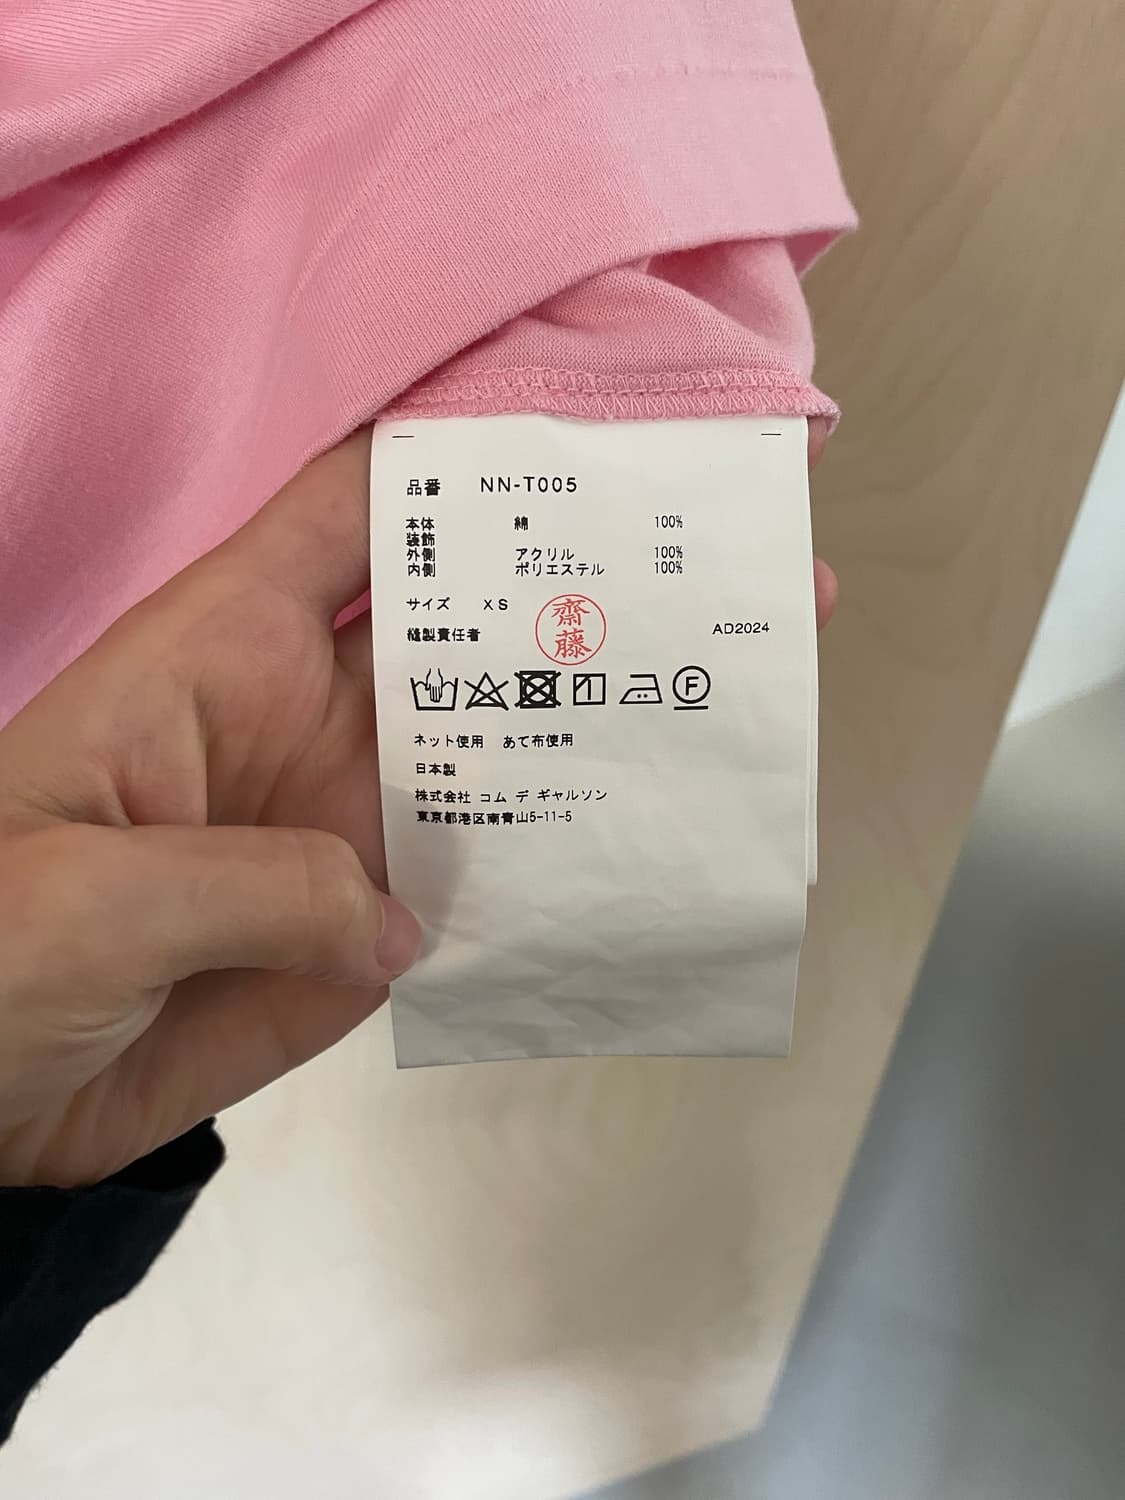 品番 NN-T005
本体 綿 100%
装飾
外側 アクリル 100%
内側 ポリエステル 100%
サイズ XS
縫製責任者 齋藤 AD2024
F
ネット使用 あて布使用
日本製
株式会社 コム デ ギャルソン
東京都港区南青山5-11-5